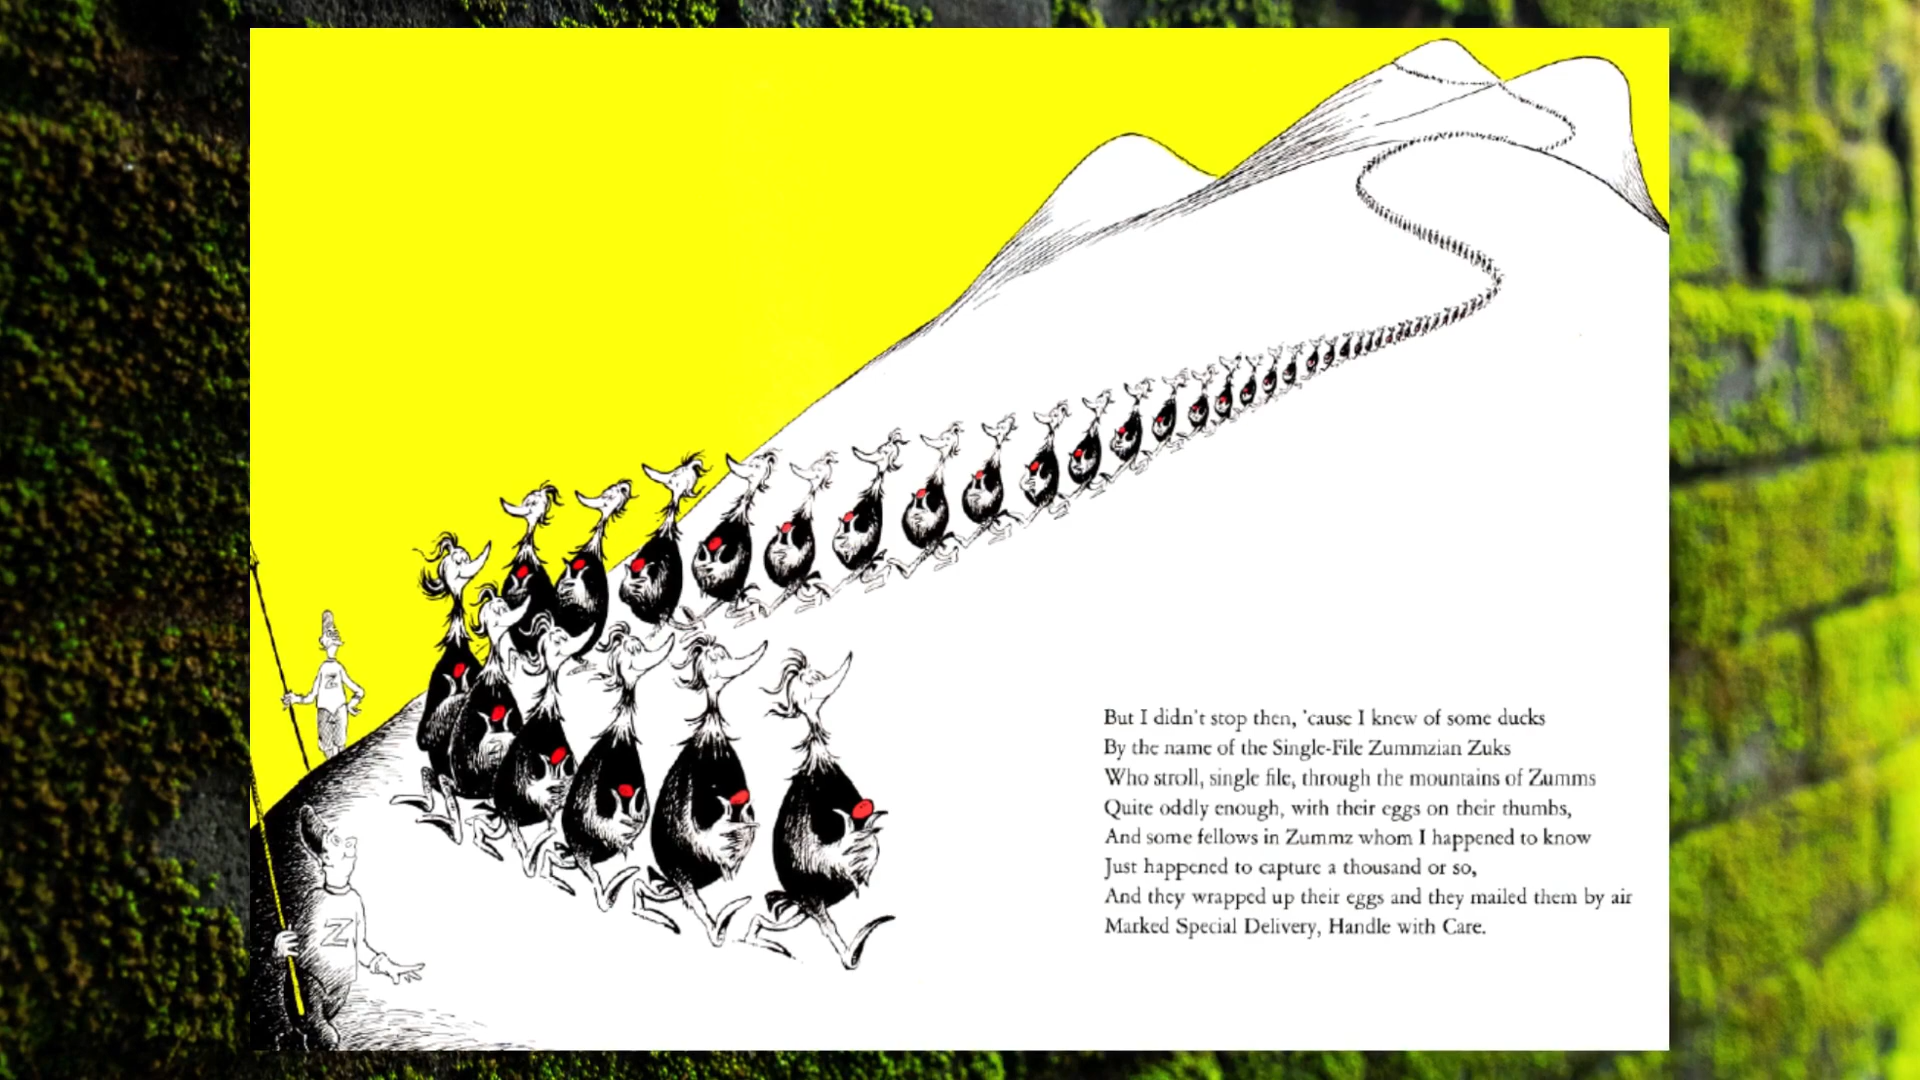 But I didn't stop then, 'cause I knew of some ducks
By the name of the Single-File Zummzian Zuks
Who stroll, single file, through the mountains of Zumms
Quite oddly enough, with their eggs on their thumbs,
And some fellows in Zummz whom I happened to know
Just happened to capture a thousand or so,
And they wrapped up their eggs and they mailed them by air
Marked Special Delivery, Handle with Care.
Z
Z